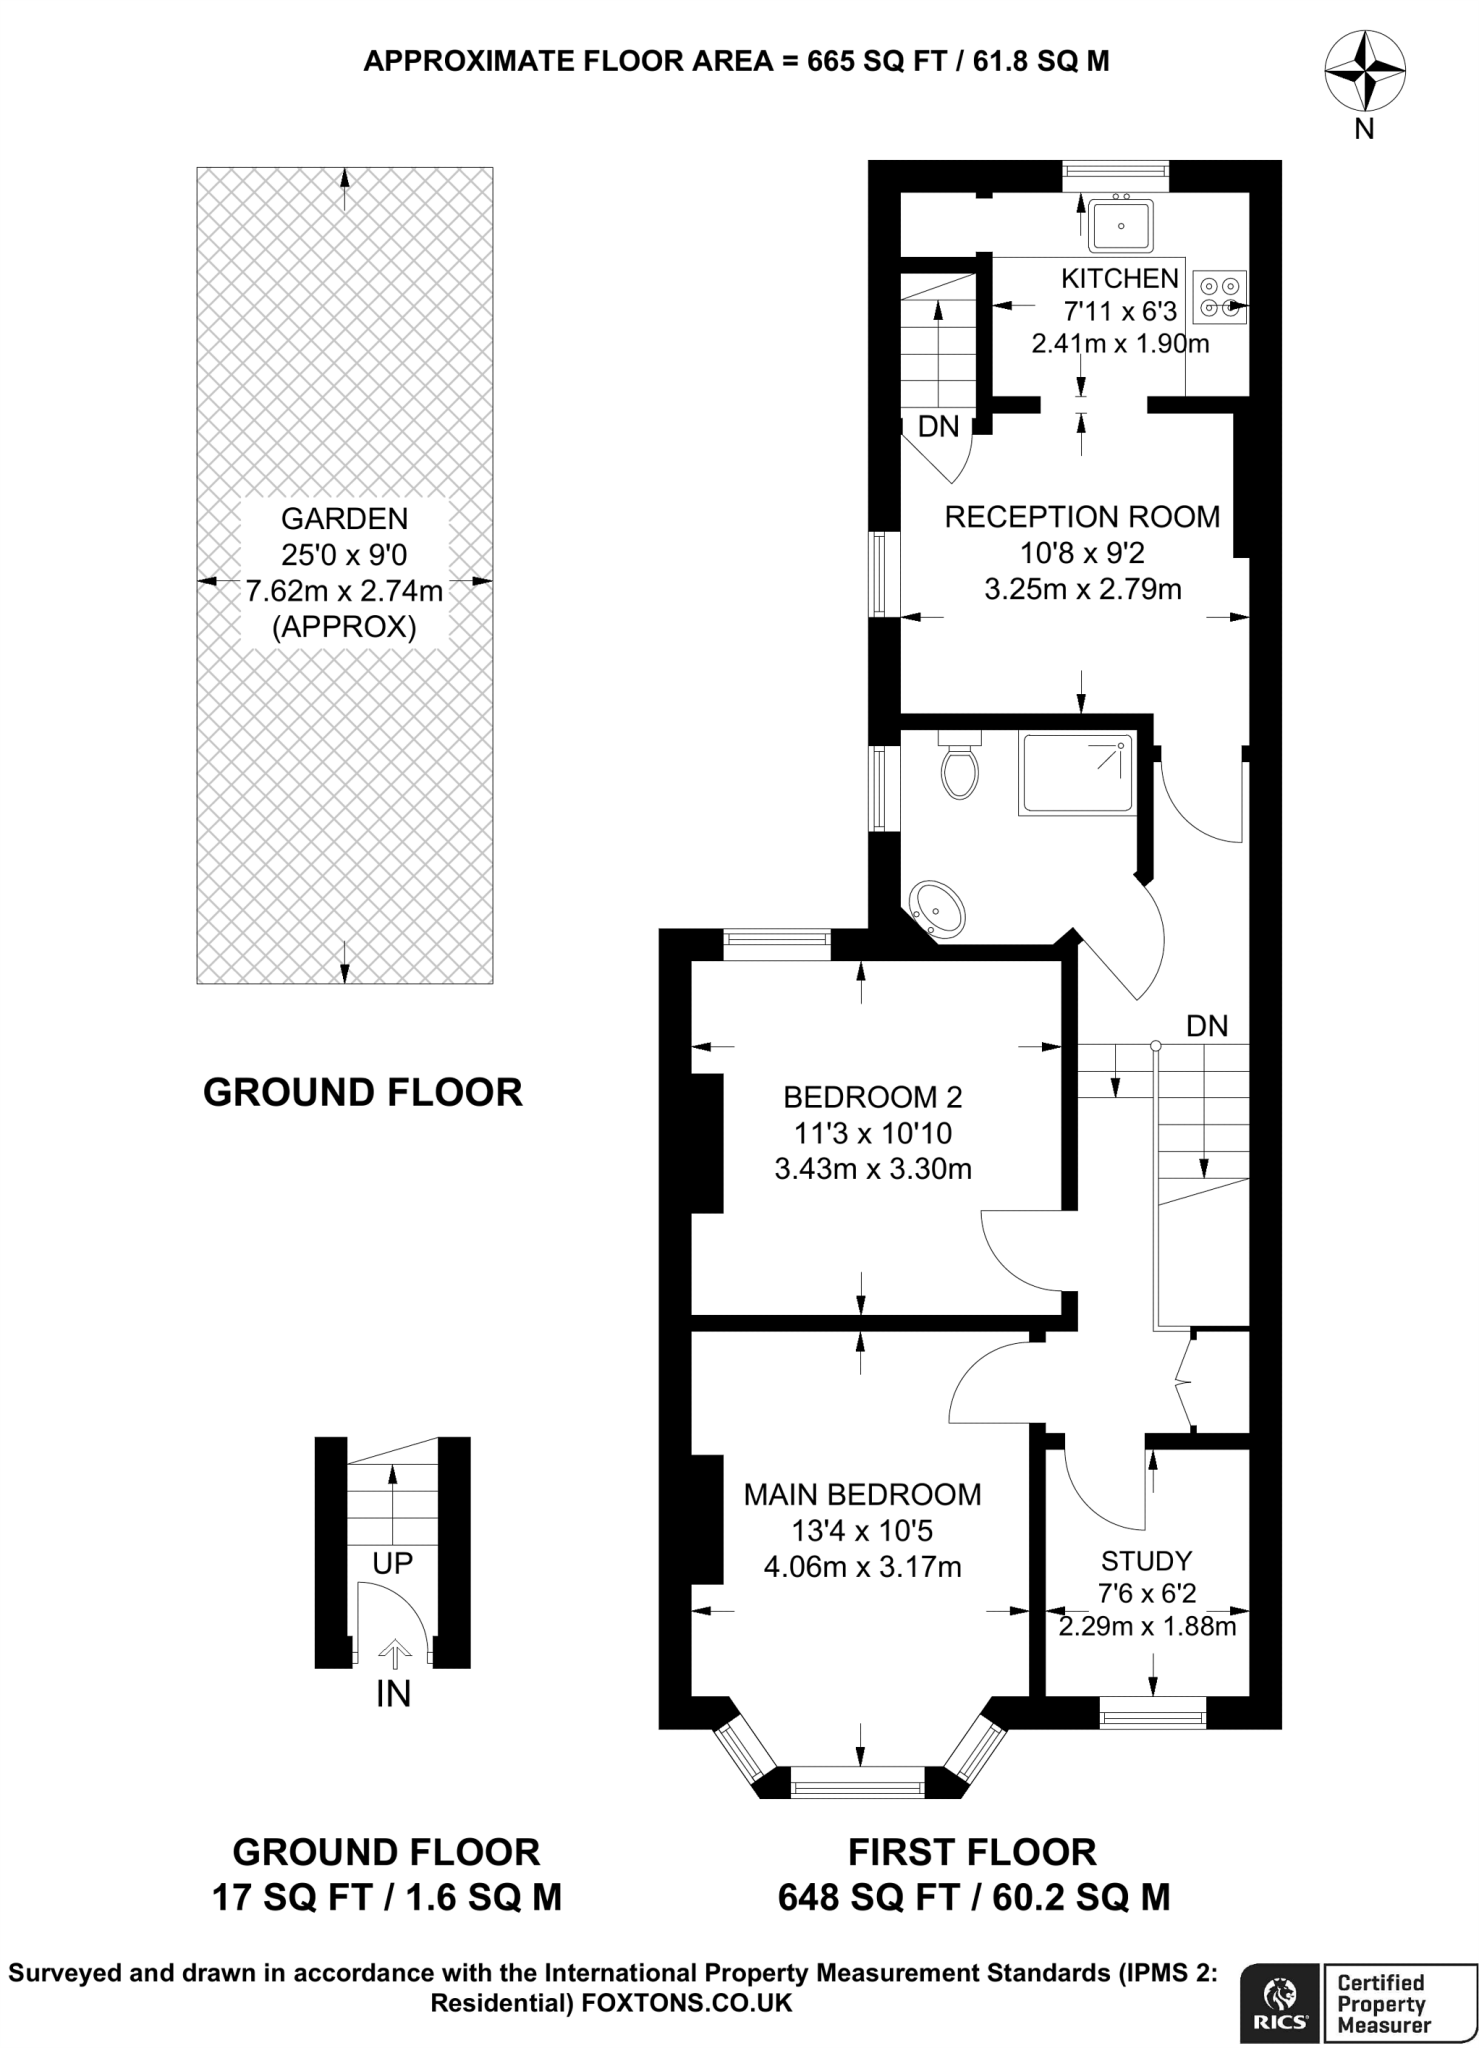 APPROXIMATE FLOOR AREA = 665 SQ FT / 61.8 SQ M
N
KITCHEN
7'11 x 6'3
2.41m x 1.90m
DN
RECEPTION ROOM
10'8 x 9'2
3.25m x 2.79m
GARDEN
25'0 x 9'0
7.62m x 2.74m
(APPROX)
GROUND FLOOR
DN
BEDROOM 2
11'3 x 10'10
3.43m x 3.30m
MAIN BEDROOM
13'4 x 10'5
4.06m x 3.17m
STUDY
7'6 x 6'2
2.29m x 1.88m
UP
IN
GROUND FLOOR
17 SQ FT / 1.6 SQ M
FIRST FLOOR
648 SQ FT / 60.2 SQ M
Surveyed and drawn in accordance with the International Property Measurement Standards (IPMS 2:
Residential) FOXTONS.CO.UK
RICS
Certified
Property
Measurer